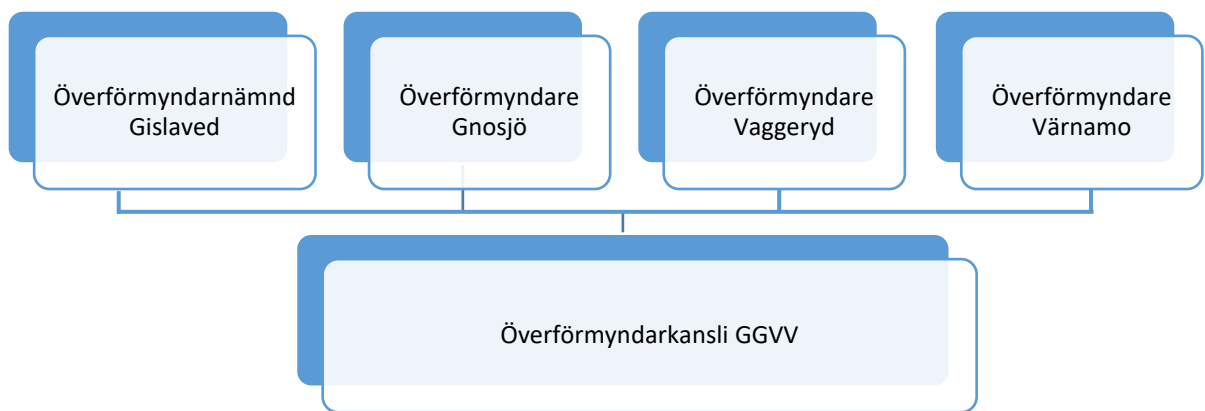 Överförmyndarnämnd
Gislaved
Överförmyndare
Gnosjö
Överförmyndare
Vaggeryd
Överförmyndare
Värnamo
Överförmyndarkansli GGVV